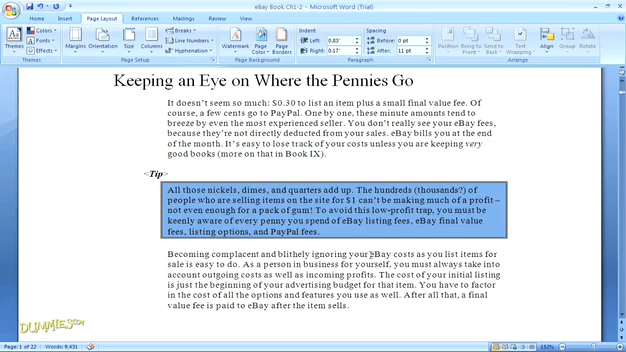 eBay Book Ch1-2 - Microsoft Word (Trial)
Home Insert Page Layout References Mailings Review View
Themes Colors Fonts Effects
Margins Orientation Size Columns Breaks Line Numbers Hyphenation
Watermark Page Color Page Borders
Indent Left: 0.83" Right: 0.17"
Spacing Before: 0 pt After: 11 pt
Position Bring to Front Send to Back Text Wrapping Align Group Rotate
Themes Page Setup Page Background Paragraph Arrange
Keeping an Eye on Where the Pennies Go
It doesn't seem so much: $0.30 to list an item plus a small final value fee. Of
course, a few cents go to PayPal. One by one, these minute amounts tend to
breeze by even the most experienced seller. You don't really see your eBay fees,
because they're not directly deducted from your sales. eBay bills you at the end
of the month. It's easy to lose track of your costs unless you are keeping very
good books (more on that in Book IX).
<Tip>
All those nickels, dimes, and quarters add up. The hundreds (thousands?) of
people who are selling items on the site for $1 can't be making much of a profit –
not even enough for a pack of gum! To avoid this low-profit trap, you must be
keenly aware of every penny you spend of eBay listing fees, eBay final value
fees, listing options, and PayPal fees.
Becoming complacent and blithely ignoring your eBay costs as you list items for
sale is easy to do. As a person in business for yourself, you must always take into
account outgoing costs as well as incoming profits. The cost of your initial listing
is just the beginning of your advertising budget for that item. You have to factor
in the cost of all the options and features you use as well. After all that, a final
value fee is paid to eBay after the item sells.
DUMMIES.COM
Page: 1 of 22 Words: 9,431 152%